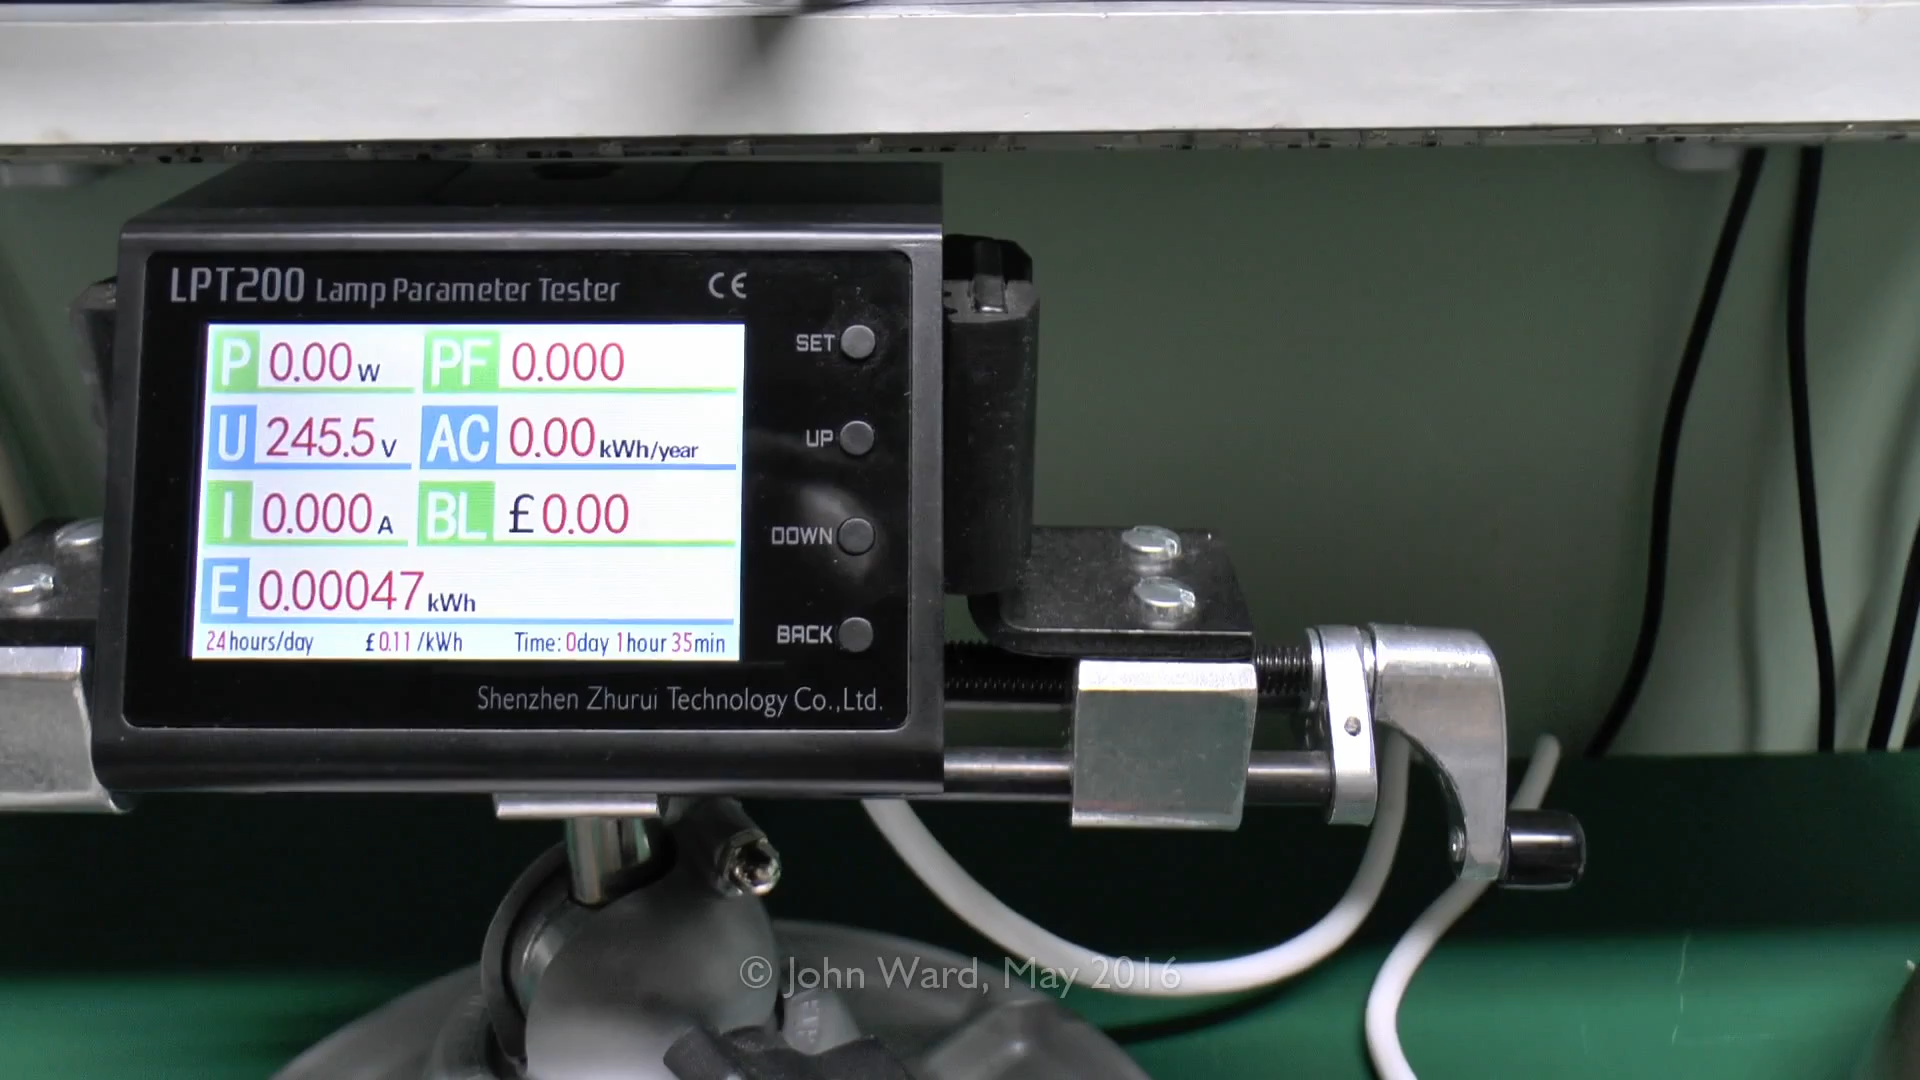 LPT200 Lamp Parameter Tester CE
P 0.00 W PF 0.000 SET
U 245.5 V AC 0.00 kWh/year UP
I 0.000 A BL £0.00 DOWN
E 0.00047 kWh
24 hours/day £0.11/kWh Time: 0day 1hour 35min BACK
Shenzhen Zhurui Technology Co.,Ltd.
© John Ward, May 2016